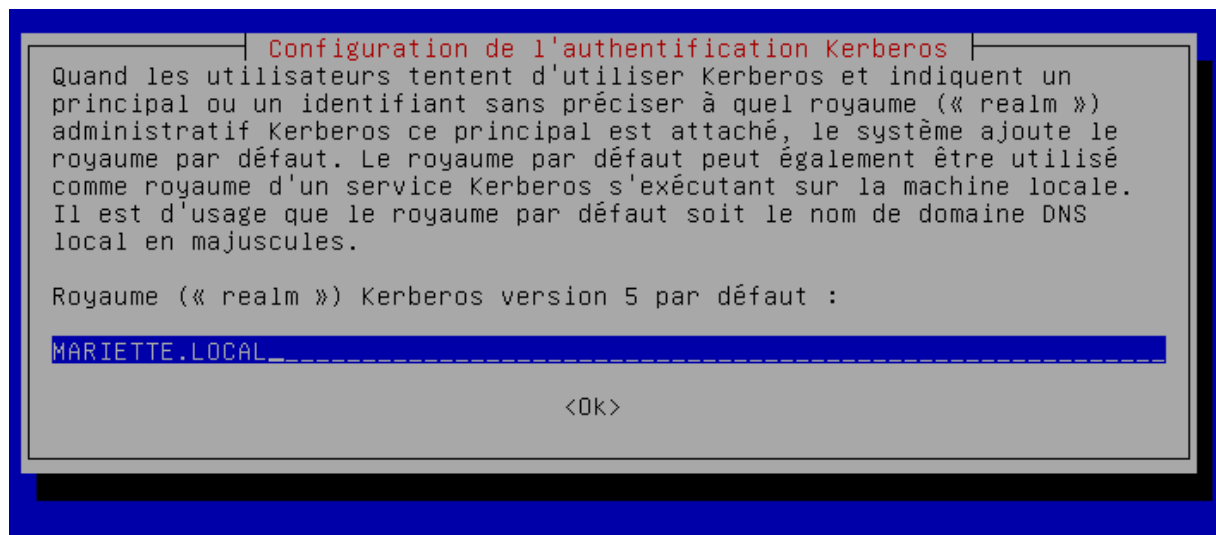 Configuration de l'authentification Kerberos
Quand les utilisateurs tentent d'utiliser Kerberos et indiquent un
principal ou un identifiant sans préciser à quel royaume (« realm »)
administratif Kerberos ce principal est attaché, le système ajoute le
royaume par défaut. Le royaume par défaut peut également être utilisé
comme royaume d'un service Kerberos s'exécutant sur la machine locale.
Il est d'usage que le royaume par défaut soit le nom de domaine DNS
local en majuscules.
Royaume (« realm ») Kerberos version 5 par défaut :
MARIETTE.LOCAL
<Ok>